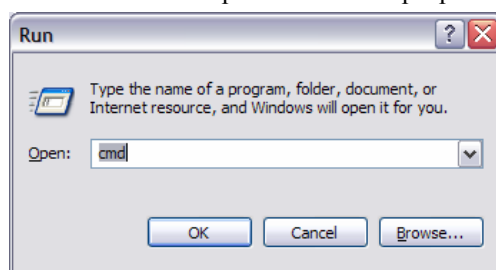 Run
Type the name of a program, folder, document, or
Internet resource, and Windows will open it for you.
Open: cmd
OK Cancel Browse...